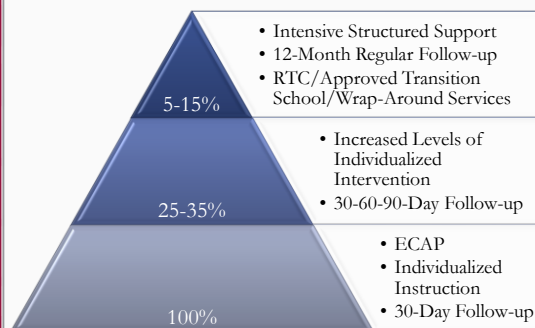 • Intensive Structured Support
• 12-Month Regular Follow-up
• RTC/Approved Transition
School/Wrap-Around Services
5-15%
• Increased Levels of
Individualized
Intervention
• 30-60-90-Day Follow-up
25-35%
• ECAP
• Individualized
Instruction
• 30-Day Follow-up
100%